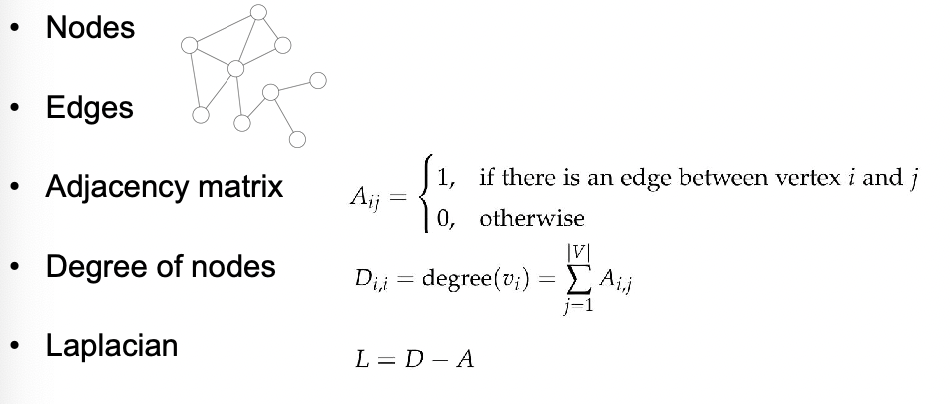 • Nodes
• Edges
• Adjacency matrix
A_{ij} = \begin{cases} 1, & \text{if there is an edge between vertex } i \text{ and } j \\ 0, & \text{otherwise} \end{cases}
• Degree of nodes
D_{i,i} = degree(v_i) = \sum_{j=1}^{|V|} A_{i,j}
• Laplacian
L = D − A